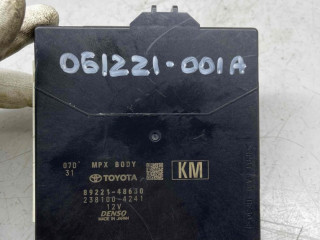 061221-001A
070
31
MPX BODY
TOYOTA
KM
89221-48630
238100-4241
12V
DENSO
MADE IN JAPAN